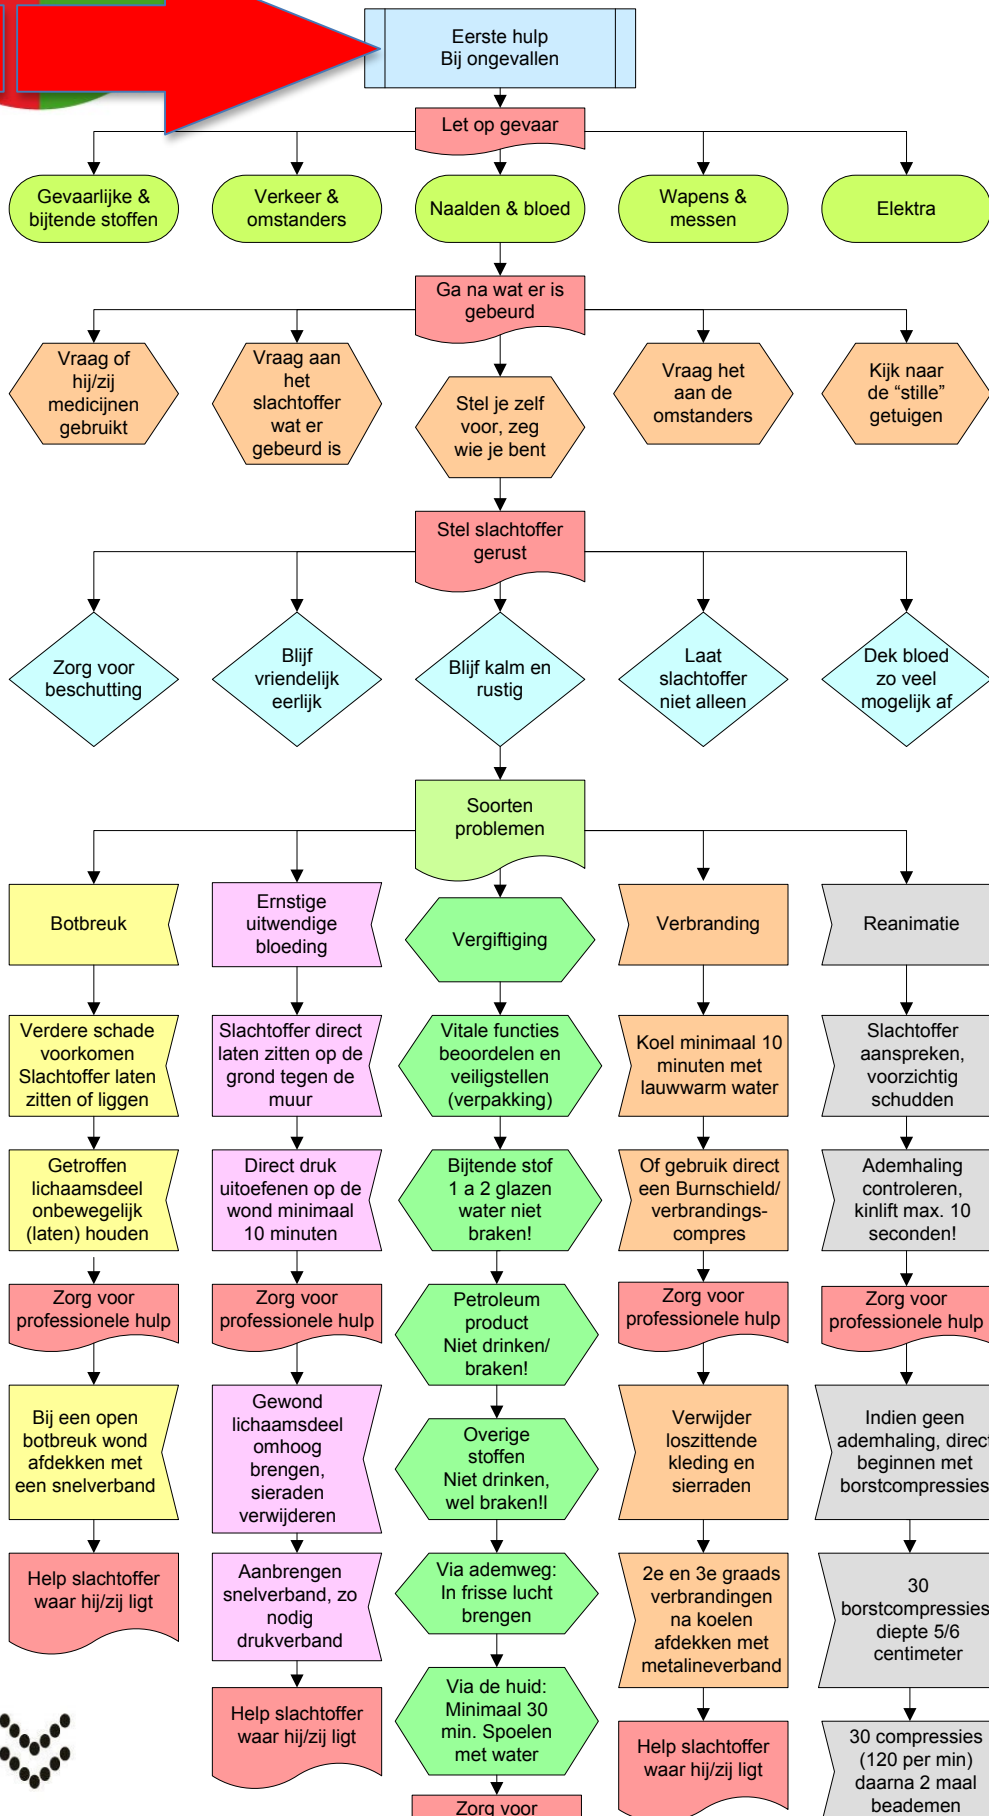 Eerste hulp
Bij ongevallen
Let op gevaar
Gevaarlijke &
bijtende stoffen
Verkeer &
omstanders
Naalden & bloed
Wapens &
messen
Elektra
Ga na wat er is
gebeurd
Vraag of
hij/zij
medicijnen
gebruikt
Vraag aan
het
slachtoffer
wat er
gebeurd is
Stel je zelf
voor, zeg
wie je bent
Vraag het
aan de
omstanders
Kijk naar
de “stille”
getuigen
Stel slachtoffer
gerust
Zorg voor
beschutting
Blijf
vriendelijk
eerlijk
Blijf kalm en
rustig
Laat
slachtoffer
niet alleen
Dek bloed
zo veel
mogelijk af
Soorten
problemen
Botbreuk
Ernstige
uitwendige
bloeding
Vergiftiging
Verbranding
Reanimatie
Verdere schade
voorkomen
Slachtoffer laten
zitten of liggen
Slachtoffer direct
laten zitten op de
grond tegen de
muur
Vitale functies
beoordelen en
veiligstellen
(verpakking)
Koel minimaal 10
minuten met
lauwwarm water
Slachtoffer
aanspreken,
voorzichtig
schudden
Getroffen
lichaamsdeel
onbewegelijk
(laten) houden
Direct druk
uitoefenen op de
wond minimaal
10 minuten
Bijtende stof
1 a 2 glazen
water niet
braken!
Of gebruik direct
een Burnschield/
verbrandings-
compres
Ademhaling
controleren,
kinlift max. 10
seconden!
Zorg voor
professionele hulp
Zorg voor
professionele hulp
Petroleum
product
Niet drinken/
braken!
Zorg voor
professionele hulp
Zorg voor
professionele hulp
Bij een open
botbreuk wond
afdekken met
een snelverband
Gewond
lichaamsdeel
omhoog
brengen,
sieraden
verwijderen
Overige
stoffen
Niet drinken,
wel braken!l
Verwijder
loszittende
kleding en
sierraden
Indien geen
ademhaling, direct
beginnen met
borstcompressies
Help slachtoffer
waar hij/zij ligt
Aanbrengen
snelverband, zo
nodig
drukverband
Via ademweg:
In frisse lucht
brengen
2e en 3e graads
verbrandingen
na koelen
afdekken met
metalineverband
30
borstcompressies
diepte 5/6
centimeter
Help slachtoffer
waar hij/zij ligt
Via de huid:
Minimaal 30
min. Spoelen
met water
Help slachtoffer
waar hij/zij ligt
30 compressies
(120 per min)
daarna 2 maal
beademen
Zorg voor